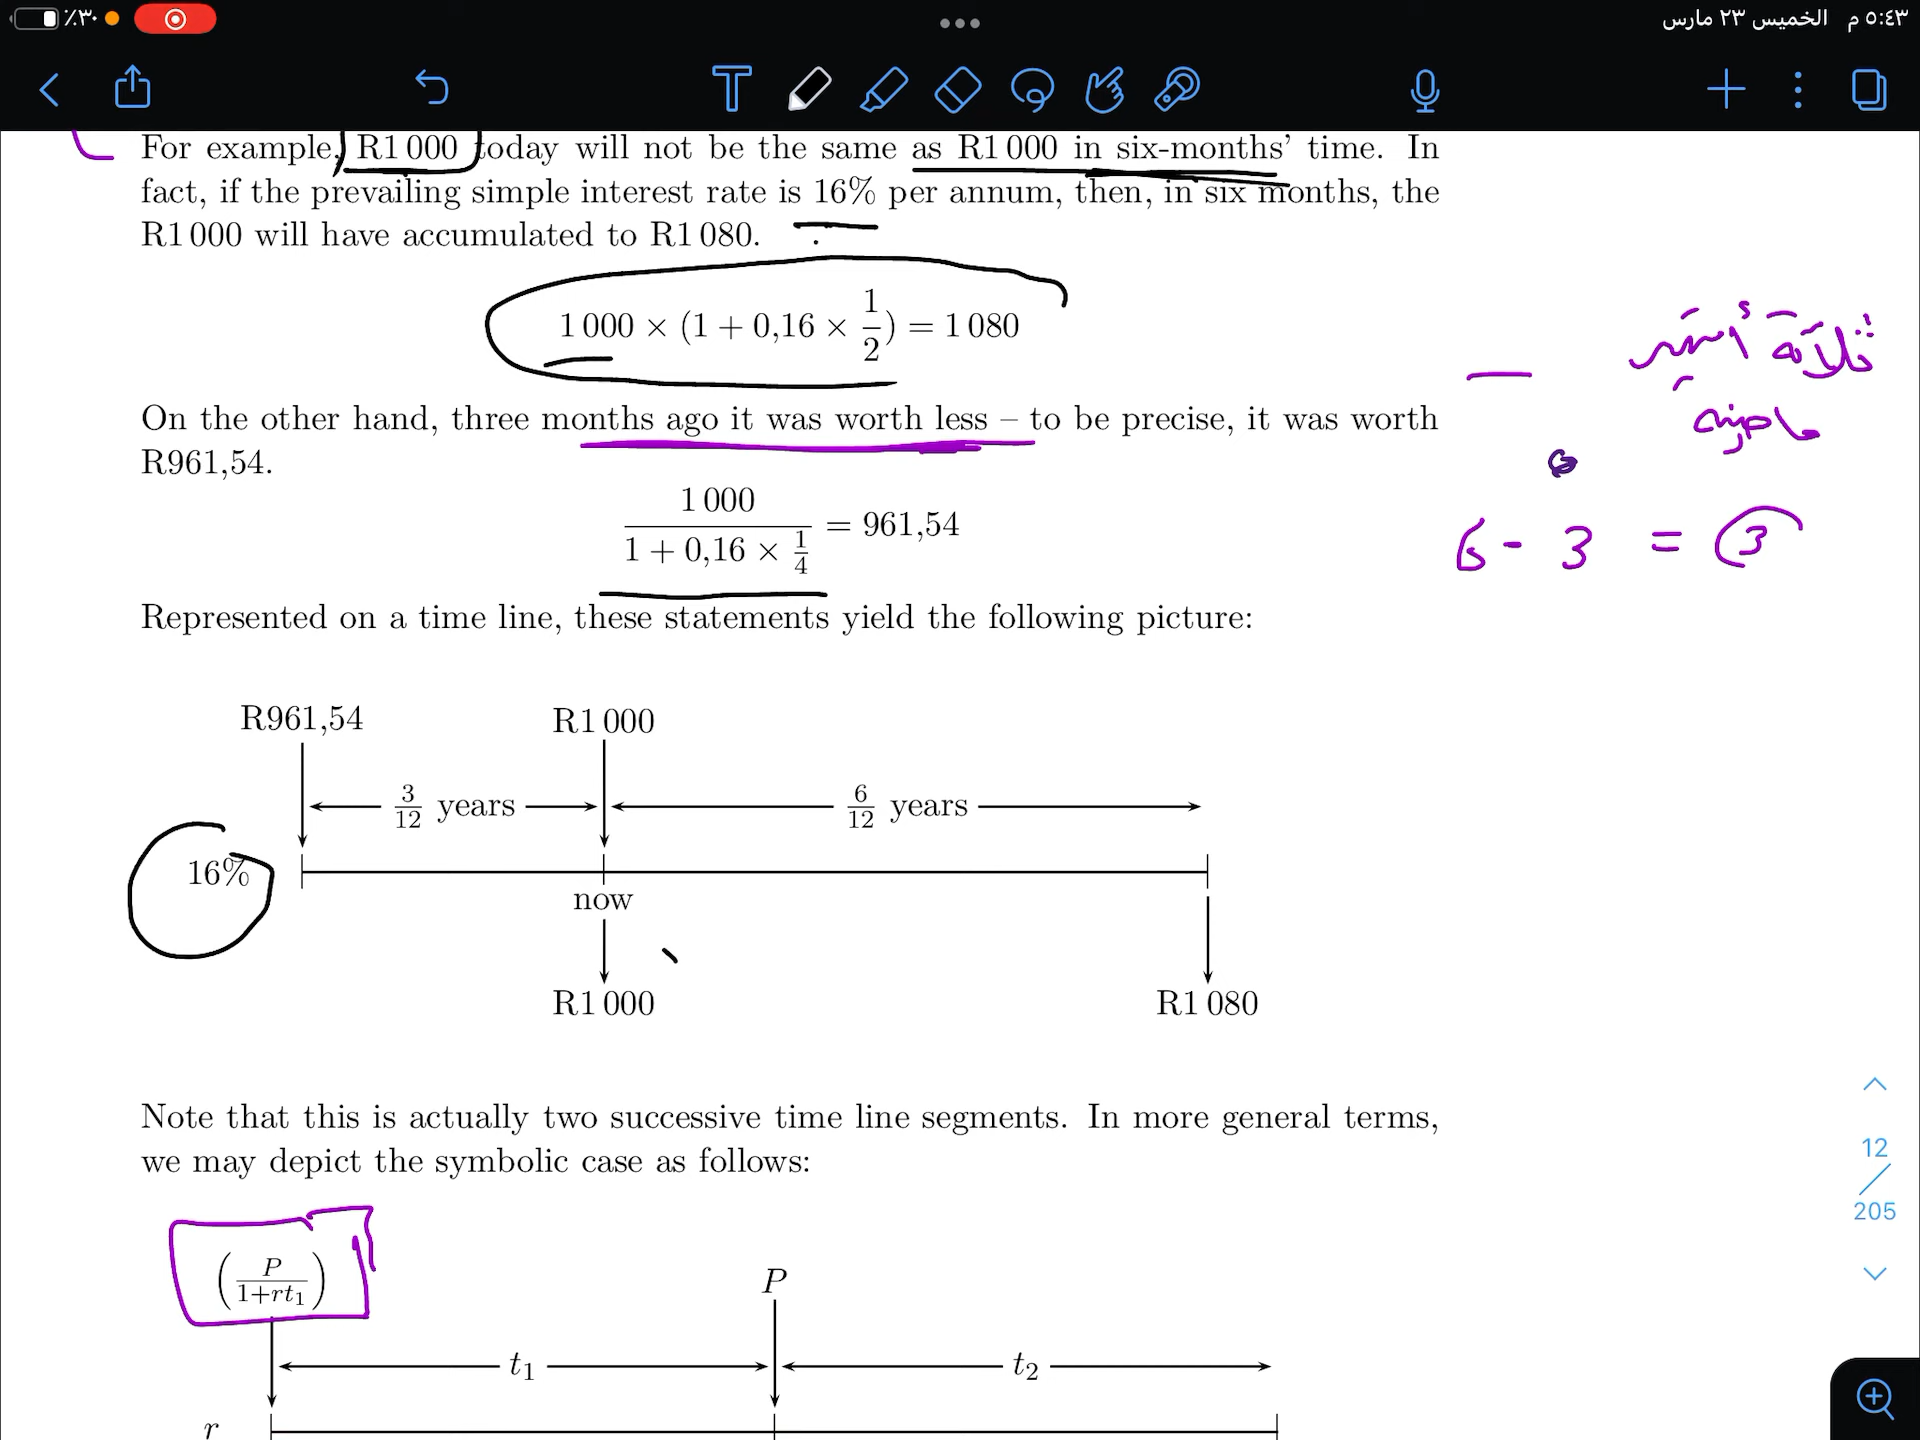 ٪٣٠
٥:٤٣ م الخميس ٢٣ مارس
For example, R1 000 today will not be the same as R1 000 in six-months' time. In
fact, if the prevailing simple interest rate is 16% per annum, then, in six months, the
R1 000 will have accumulated to R1 080.
1 000 × (1 + 0,16 × 1/2) = 1 080
ثلاثة أشهر
ماضية
On the other hand, three months ago it was worth less – to be precise, it was worth
R961,54.
1 000 / (1 + 0,16 × 1/4) = 961,54
6 - 3 = 3
Represented on a time line, these statements yield the following picture:
R961,54 R1 000
3/12 years 6/12 years
16%
now
R1 000 R1 080
Note that this is actually two successive time line segments. In more general terms,
we may depict the symbolic case as follows:
12
/
205
(P/(1+rt₁)) P
t₁ t₂
r